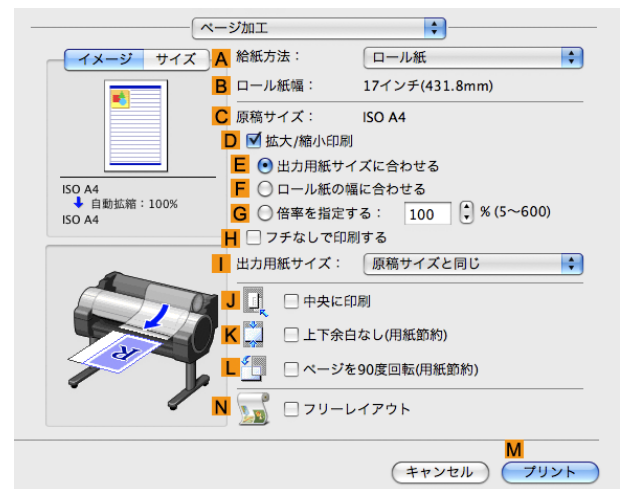 ページ加工
イメージ サイズ
A 給紙方法： ロール紙
B ロール紙幅： 17インチ(431.8mm)
C 原稿サイズ： ISO A4
D 拡大/縮小印刷
E 出力用紙サイズに合わせる
F ロール紙の幅に合わせる
G 倍率を指定する： 100 % (5～600)
H フチなしで印刷する
ISO A4
自動拡縮：100%
ISO A4
I 出力用紙サイズ： 原稿サイズと同じ
J 中央に印刷
K 上下余白なし(用紙節約)
L ページを90度回転(用紙節約)
N フリーレイアウト
R
M
キャンセル プリント